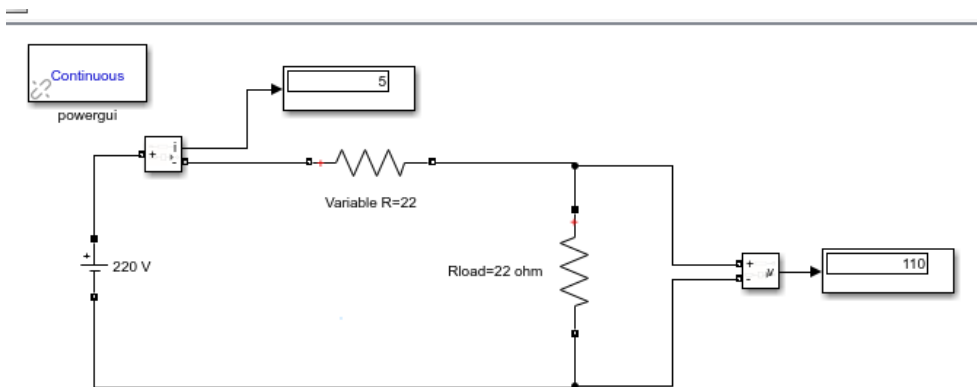 Continuous
powergui
5
i
+
-
Variable R=22
+
220 V
Rload=22 ohm
+
-
v
110